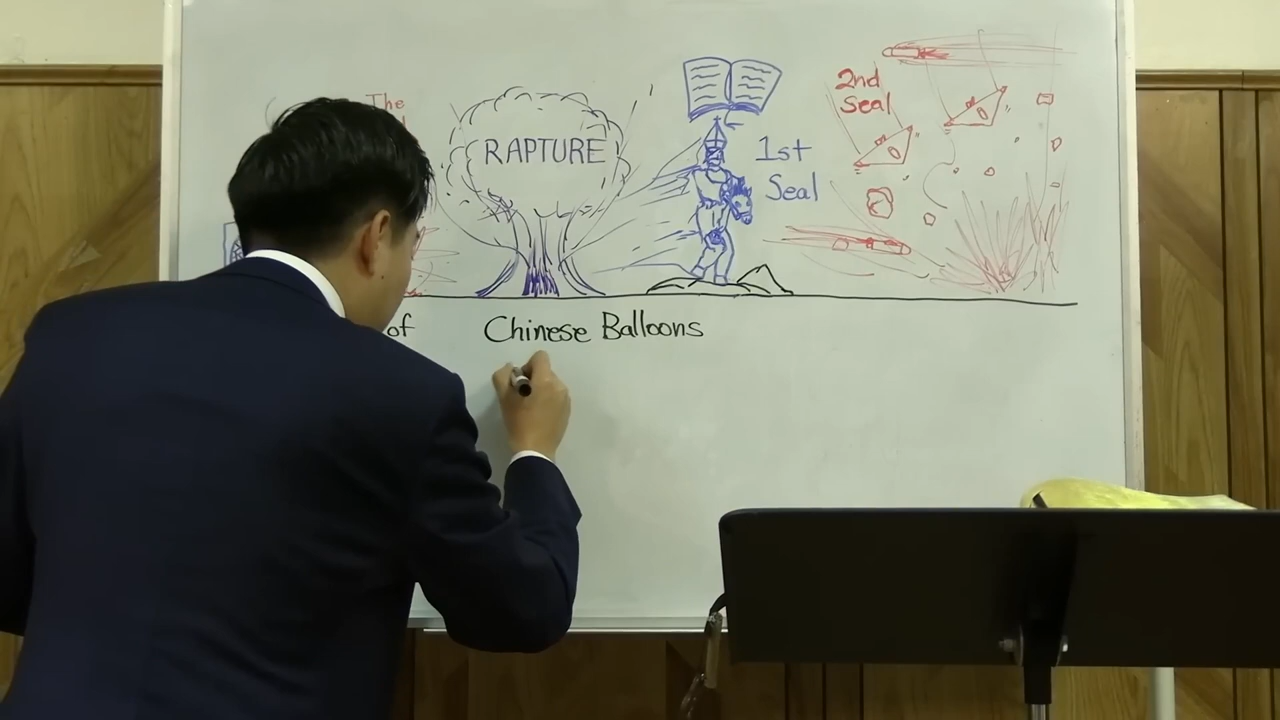 The
RAPTURE
1st
Seal
2nd
Seal
of Chinese Balloons